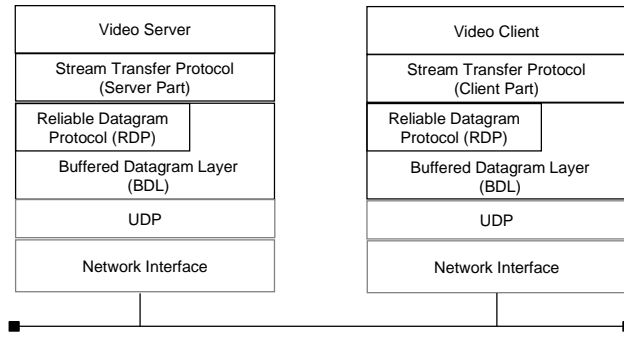 Video Server
Stream Transfer Protocol
(Server Part)
Reliable Datagram
Protocol (RDP)
Buffered Datagram Layer
(BDL)
UDP
Network Interface
Video Client
Stream Transfer Protocol
(Client Part)
Reliable Datagram
Protocol (RDP)
Buffered Datagram Layer
(BDL)
UDP
Network Interface